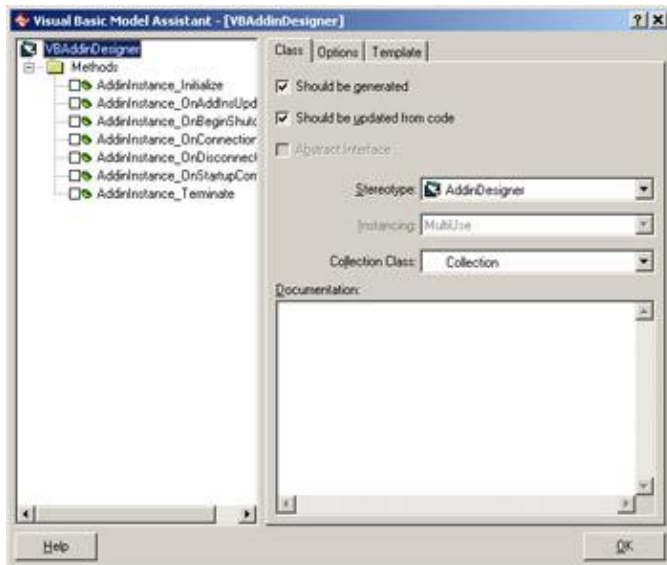 Visual Basic Model Assistant - [VBAddinDesigner]
VBAddinDesigner
Methods
AddinInstance_Initialize
AddinInstance_OnAddInsUpd
AddinInstance_OnBeginShutc
AddinInstance_OnConnection
AddinInstance_OnDisconnect
AddinInstance_OnStartupCom
AddinInstance_Terminate
Class Options Template
Should be generated
Should be updated from code
Abstract Interface
Stereotype: AddinDesigner
Instancing: MultiUse
Collection Class: Collection
Documentation:
Help OK